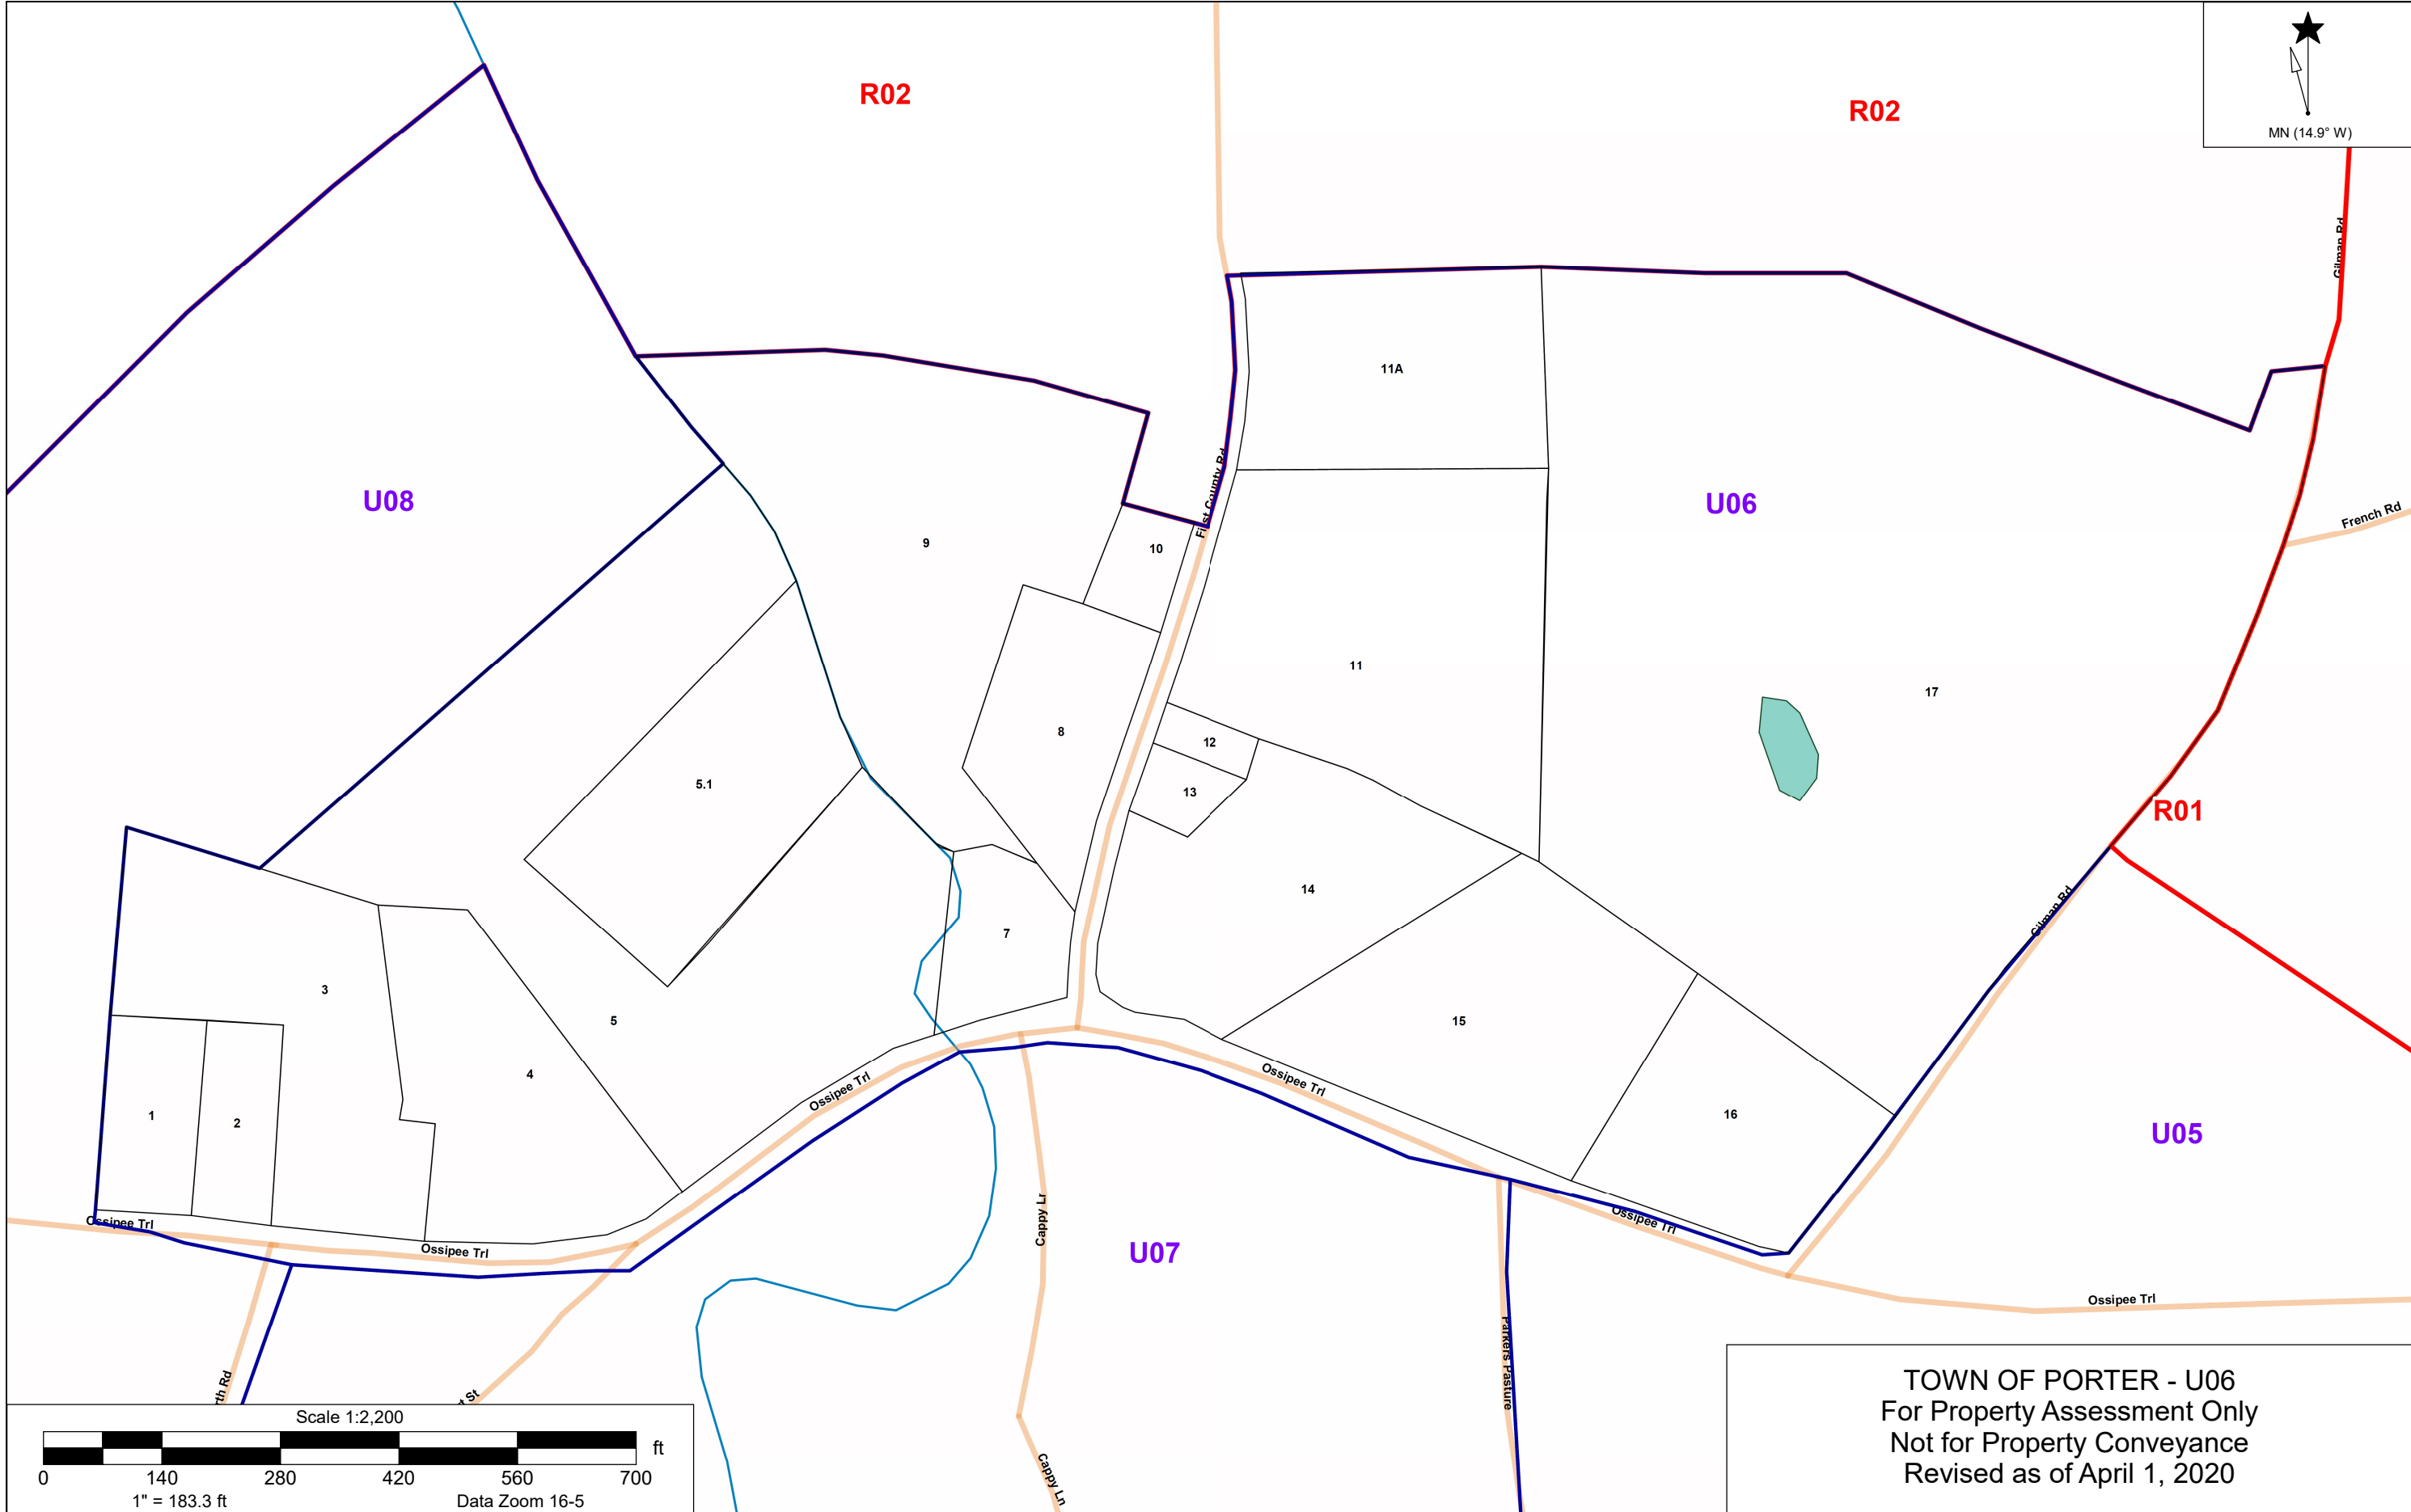 R02
R02
MN (14.9° W)
Gilman Rd
11A
U08
First County Rd
U06
French Rd
9
10
11
17
8
12
5.1
13
R01
14
Gilman Rd
7
3
15
5
4
Ossipee Trl
Ossipee Trl
1
2
16
U05
Ossipee Trl
Ossipee Trl
Cappy Lr
Ossipee Trl
U07
Ossipee Trl
Parkers Pasture
rth Rd
t St
Cappy Ln
Scale 1:2,200
ft
0 140 280 420 560 700
1" = 183.3 ft Data Zoom 16-5
TOWN OF PORTER - U06
For Property Assessment Only
Not for Property Conveyance
Revised as of April 1, 2020